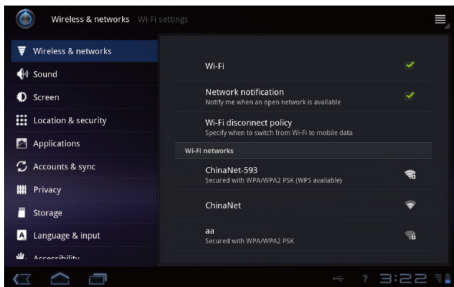 Wireless & networks Wi-Fi settings
Wireless & networks
Sound
Screen
Location & security
Applications
Accounts & sync
Privacy
Storage
Language & input
Accessibility
Wi-Fi
Network notification
Notify me when an open network is available
Wi-Fi disconnect policy
Specify when to switch from Wi-Fi to mobile data
Wi-Fi networks
ChinaNet-593
Secured with WPA/WPA2 PSK (WPS available)
ChinaNet
aa
Secured with WPA/WPA2 PSK
? 3:22